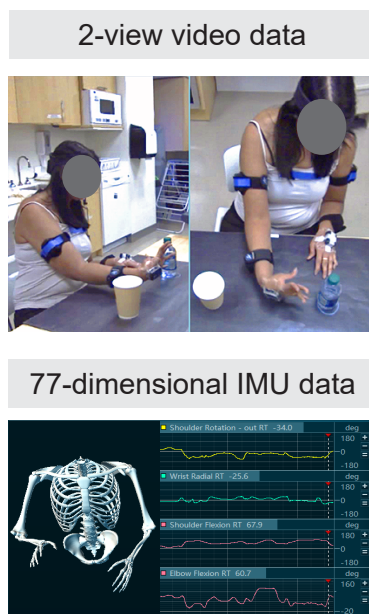 2-view video data
77-dimensional IMU data
Shoulder Rotation - out RT -34.0 deg
180
0
-180
Wrist Radial RT -25.6 deg
180
0
-180
Shoulder Flexion RT 67.9 deg
180
0
-180
Elbow Flexion RT 60.7 deg
160
-20